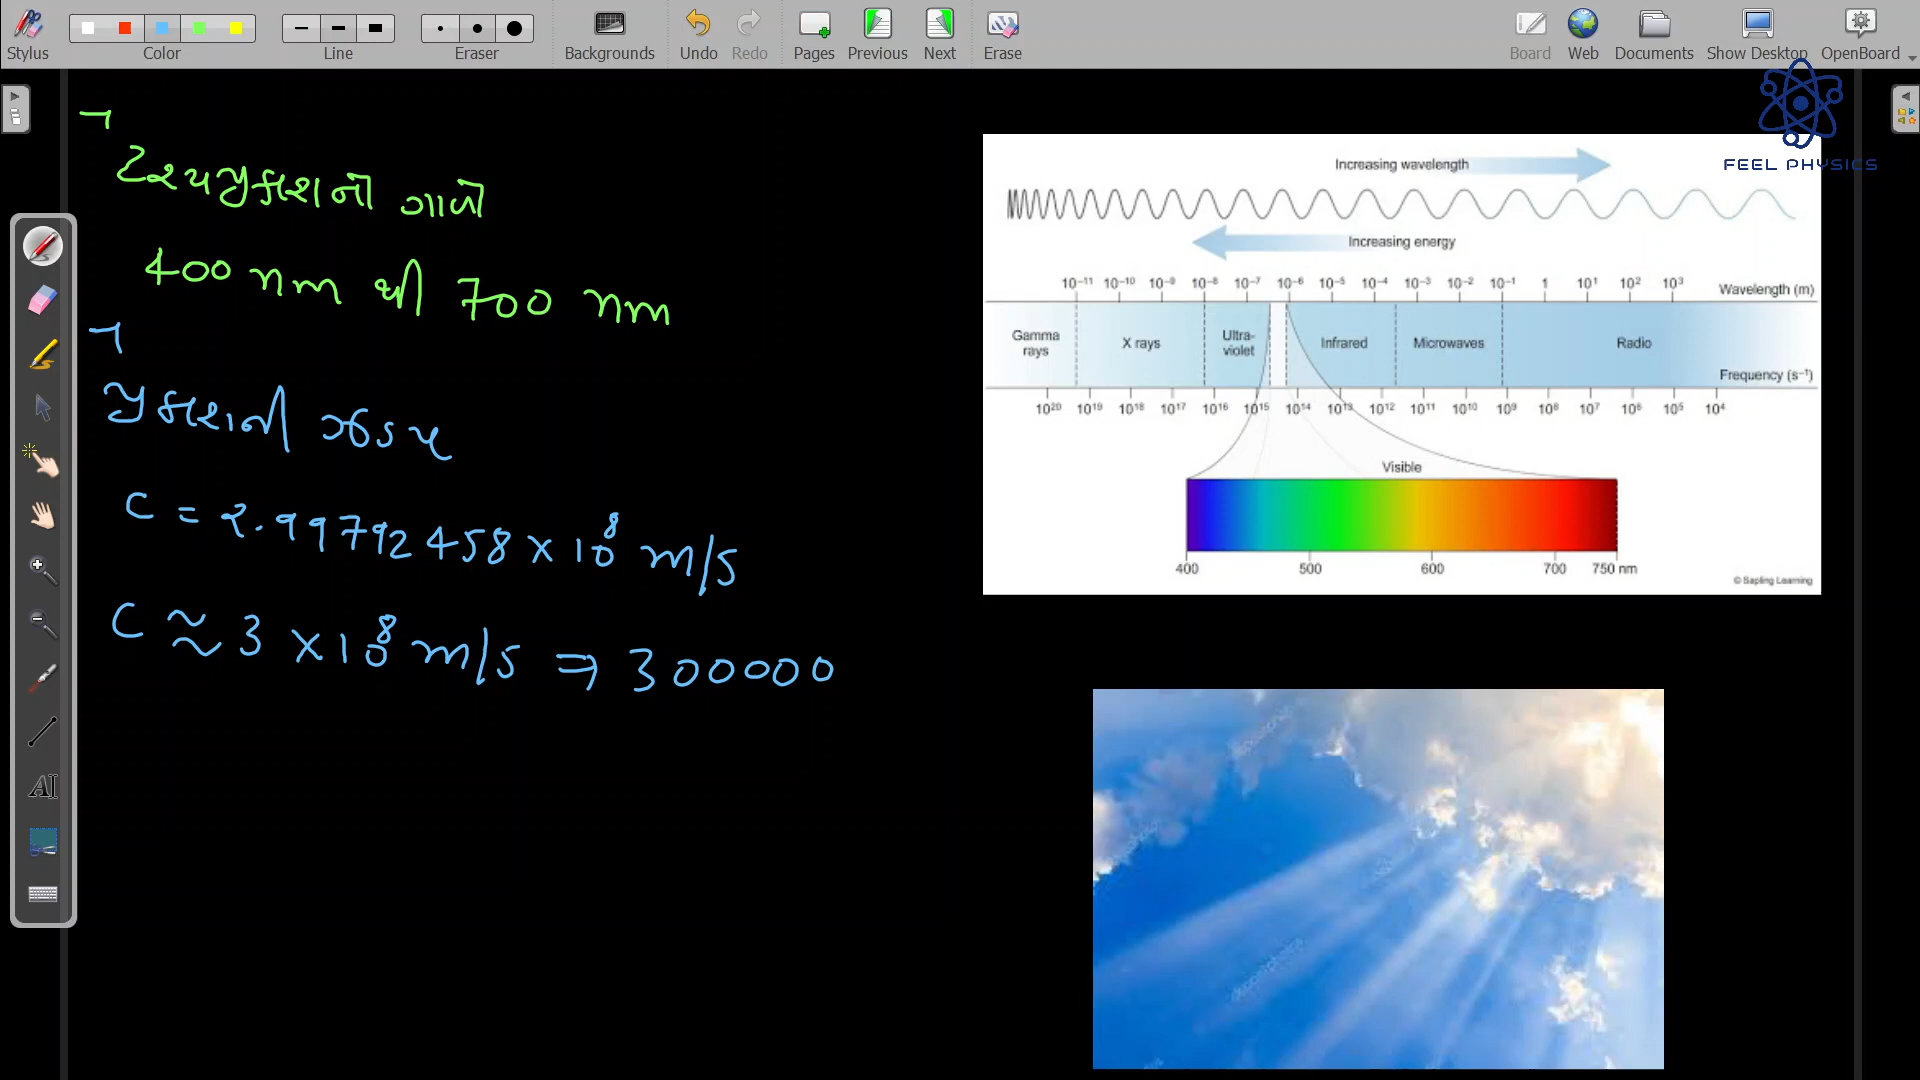 Stylus
Color
Line
Eraser
Backgrounds
Undo
Redo
Pages
Previous
Next
Erase
Board
Web
Documents
Show Desktop
OpenBoard
FEEL PHYSICS
દ્રશ્યપ્રકાશનો ગાળો
400 nm થી 700 nm
પ્રકાશની ઝડપ
C = 2.99792458 × 10⁸ m/s
C ≈ 3 × 10⁸ m/s ⇒ 300000
Increasing wavelength
Increasing energy
10⁻¹¹ 10⁻¹⁰ 10⁻⁹ 10⁻⁸ 10⁻⁷ 10⁻⁶ 10⁻⁵ 10⁻⁴ 10⁻³ 10⁻² 10⁻¹ 1 10¹ 10² 10³ Wavelength (m)
Gamma rays
X rays
Ultra-violet
Infrared
Microwaves
Radio
Frequency (s⁻¹)
10²⁰ 10¹⁹ 10¹⁸ 10¹⁷ 10¹⁶ 10¹⁵ 10¹⁴ 10¹³ 10¹² 10¹¹ 10¹⁰ 10⁹ 10⁸ 10⁷ 10⁶ 10⁵ 10⁴
Visible
400 500 600 700 750 nm
© Sapling Learning